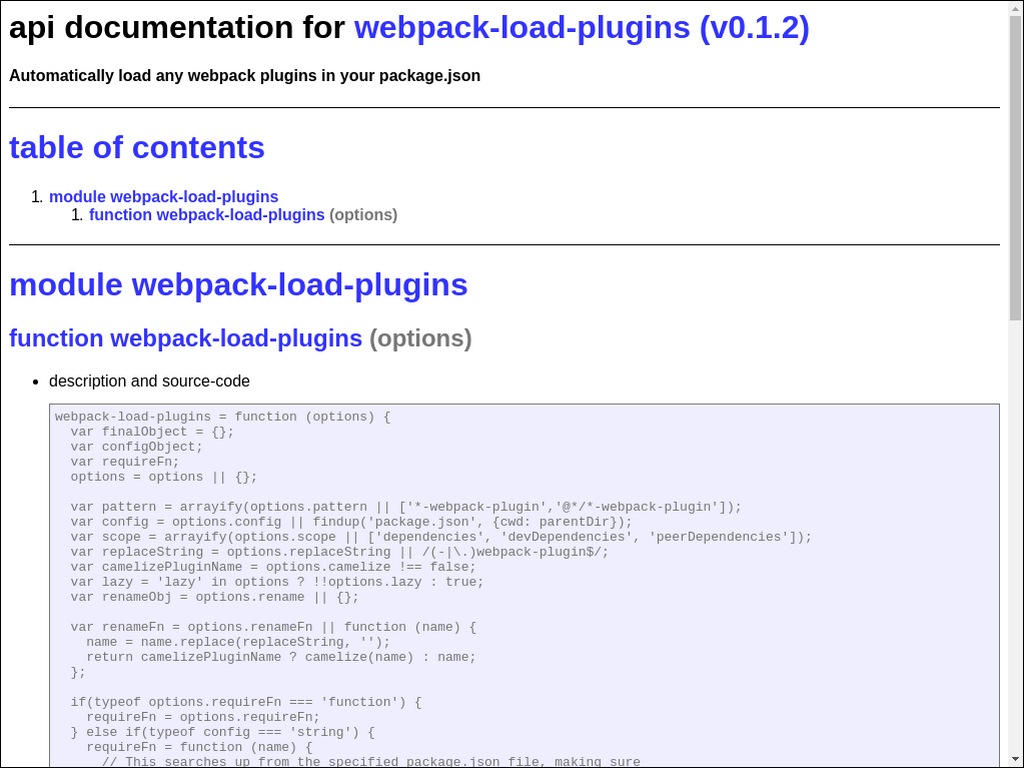 api documentation for webpack-load-plugins (v0.1.2)
Automatically load any webpack plugins in your package.json
table of contents
1. module webpack-load-plugins
1. function webpack-load-plugins (options)
module webpack-load-plugins
function webpack-load-plugins (options)
• description and source-code
webpack-load-plugins = function (options) {
  var finalObject = {};
  var configObject;
  var requireFn;
  options = options || {};

  var pattern = arrayify(options.pattern || ['*-webpack-plugin','@*/*-webpack-plugin']);
  var config = options.config || findup('package.json', {cwd: parentDir});
  var scope = arrayify(options.scope || ['dependencies', 'devDependencies', 'peerDependencies']);
  var replaceString = options.replaceString || /(-|\.)webpack-plugin$/;
  var camelizePluginName = options.camelize !== false;
  var lazy = 'lazy' in options ? !!options.lazy : true;
  var renameObj = options.rename || {};

  var renameFn = options.renameFn || function (name) {
    name = name.replace(replaceString, '');
    return camelizePluginName ? camelize(name) : name;
  };

  if(typeof options.requireFn === 'function') {
    requireFn = options.requireFn;
  } else if(typeof config === 'string') {
    requireFn = function (name) {
      // This searches up from the specified package.json file, making sure